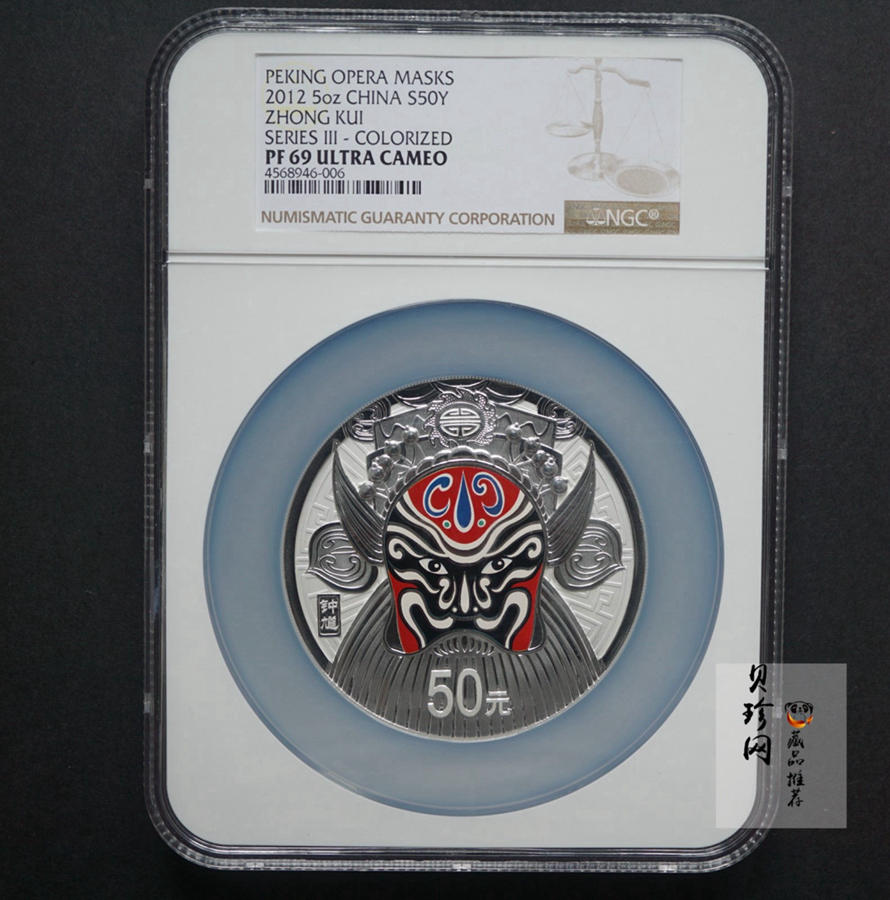 PEKING OPERA MASKS
2012 5oz CHINA S50Y
ZHONG KUI
SERIES III - COLORIZED
PF 69 ULTRA CAMEO
4568946-006
NUMISMATIC GUARANTY CORPORATION
NGC®
钟馗
50元
贝珍网
藏品推荐